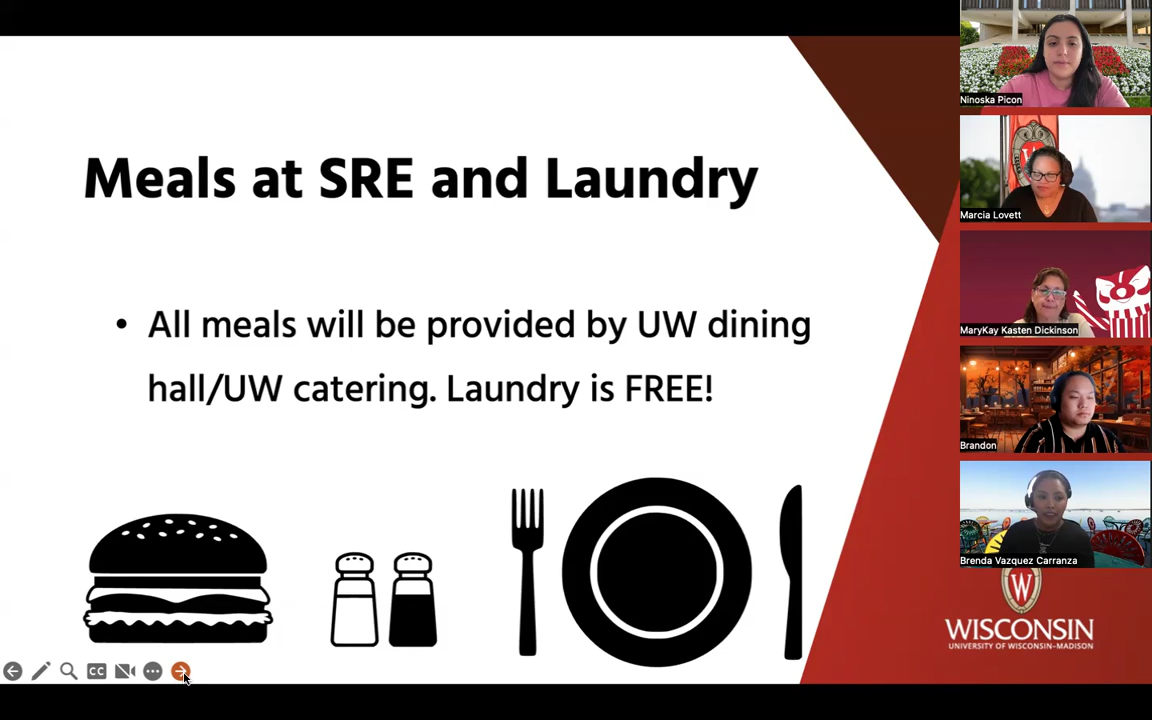 Meals at SRE and Laundry
• All meals will be provided by UW dining
hall/UW catering. Laundry is FREE!
CC
Ninoska Picon
W
Marcia Lovett
MaryKay Kasten Dickinson
Brandon
Brenda Vazquez Carranza
W
WISCONSIN
UNIVERSITY OF WISCONSIN–MADISON